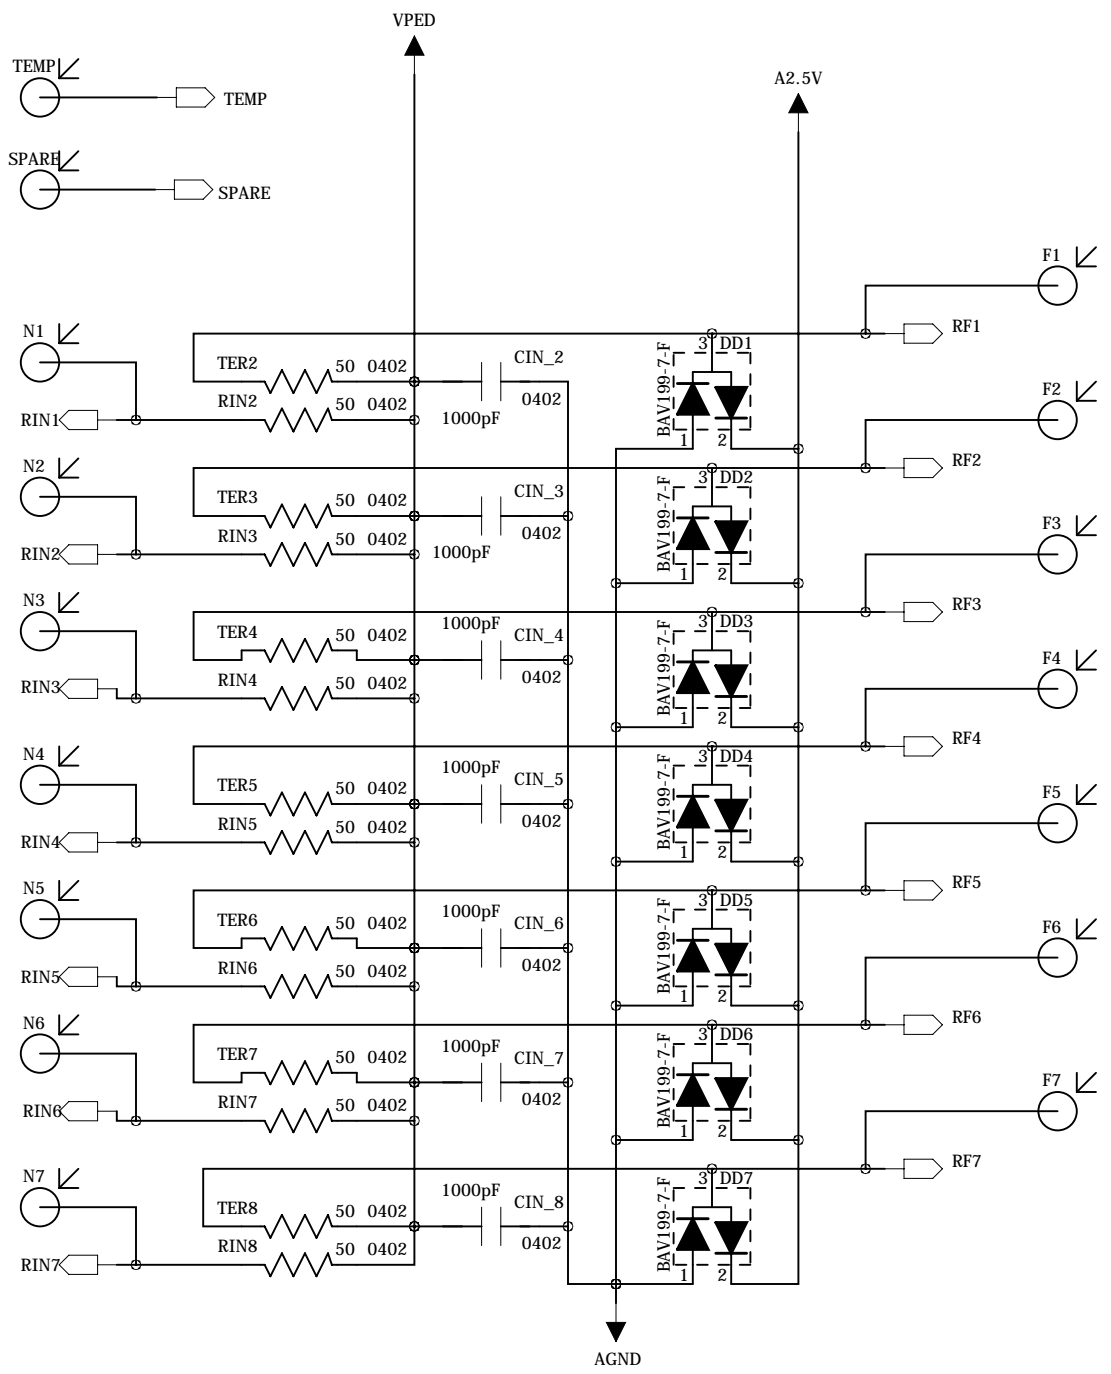 VPED
A2.5V
TEMP
TEMP
SPARE
SPARE
F1
RF1
N1
TER2 50 0402
CIN_2
0402
1000pF
RIN2 50 0402
RIN1
BAV199-7-F
3 DD1
1 2
F2
RF2
N2
TER3 50 0402
CIN_3
0402
1000pF
RIN3 50 0402
RIN2
BAV199-7-F
3 DD2
1 2
F3
RF3
N3
TER4 50 0402
1000pF
CIN_4
0402
RIN4 50 0402
RIN3
BAV199-7-F
3 DD3
1 2
F4
RF4
N4
TER5 50 0402
1000pF
CIN_5
0402
RIN5 50 0402
RIN4
BAV199-7-F
3 DD4
1 2
F5
RF5
N5
TER6 50 0402
1000pF
CIN_6
0402
RIN6 50 0402
RIN5
BAV199-7-F
3 DD5
1 2
F6
RF6
N6
TER7 50 0402
1000pF
CIN_7
0402
RIN7 50 0402
RIN6
BAV199-7-F
3 DD6
1 2
F7
RF7
N7
TER8 50 0402
1000pF
CIN_8
0402
RIN8 50 0402
RIN7
BAV199-7-F
3 DD7
1 2
AGND